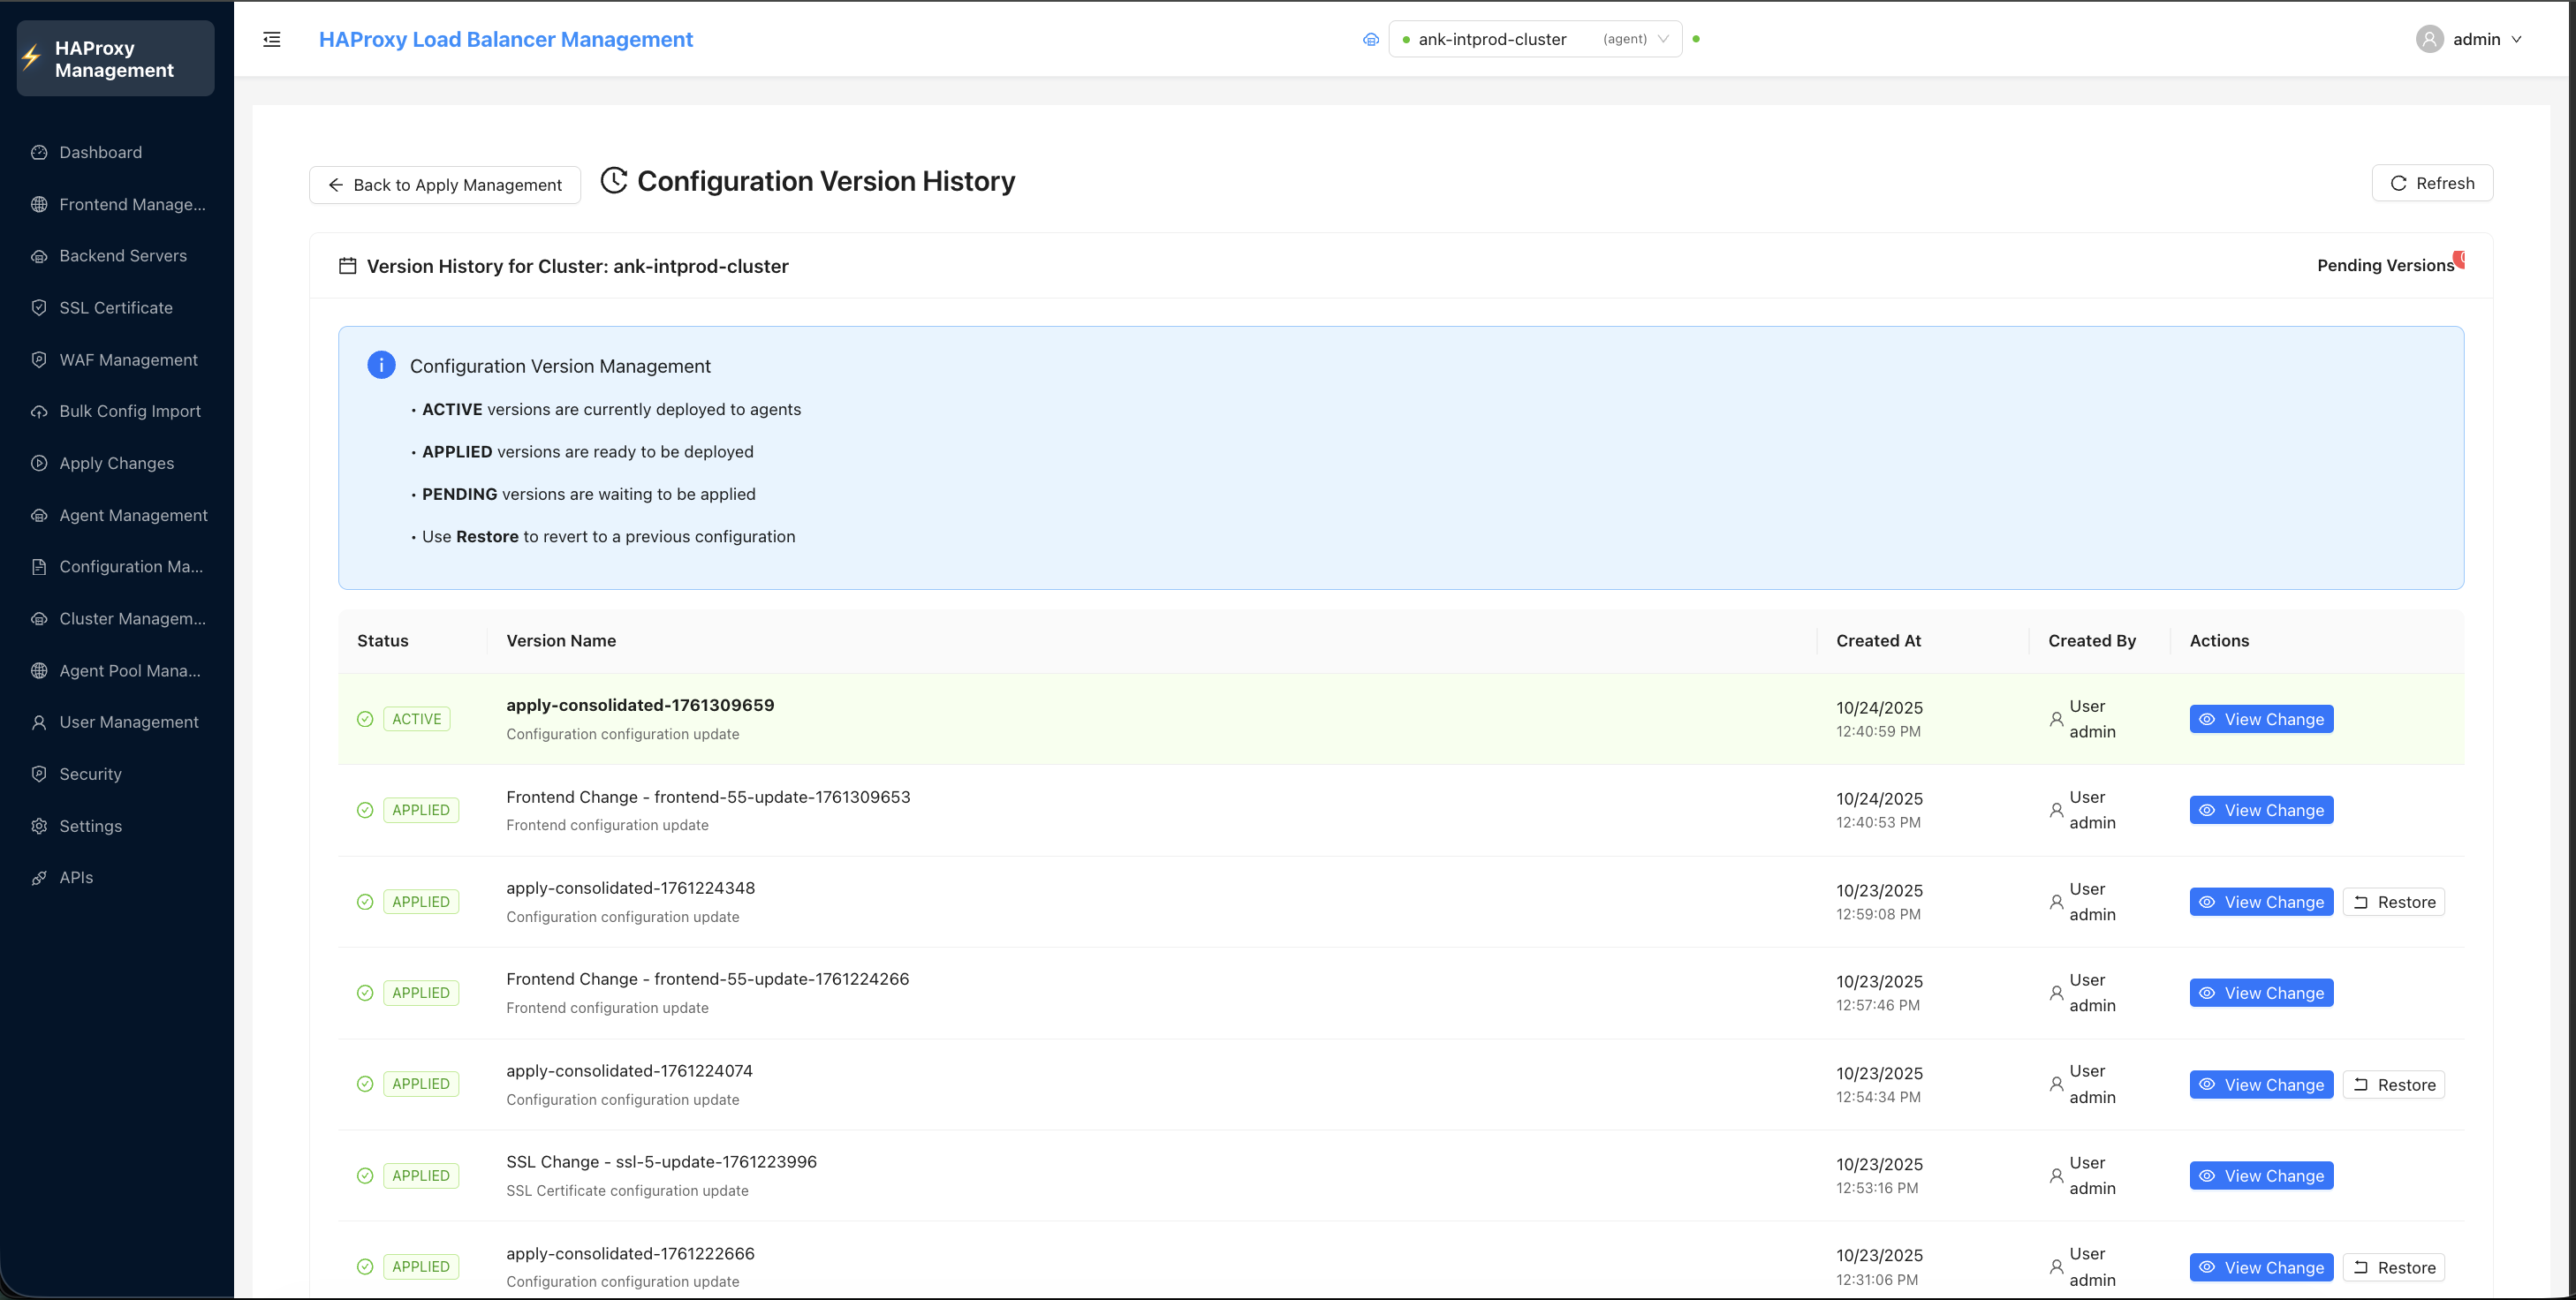 HAProxy
Management
HAProxy Load Balancer Management
ank-intprod-cluster (agent)
admin
Dashboard
Frontend Manage...
Backend Servers
SSL Certificate
WAF Management
Bulk Config Import
Apply Changes
Agent Management
Configuration Ma...
Cluster Managem...
Agent Pool Mana...
User Management
Security
Settings
APIs
Back to Apply Management
Configuration Version History
Refresh
Version History for Cluster: ank-intprod-cluster
Pending Versions
Configuration Version Management
• ACTIVE versions are currently deployed to agents
• APPLIED versions are ready to be deployed
• PENDING versions are waiting to be applied
• Use Restore to revert to a previous configuration
Status Version Name Created At Created By Actions
ACTIVE
apply-consolidated-1761309659
Configuration configuration update
10/24/2025
12:40:59 PM
User
admin
View Change
APPLIED
Frontend Change - frontend-55-update-1761309653
Frontend configuration update
10/24/2025
12:40:53 PM
User
admin
View Change
APPLIED
apply-consolidated-1761224348
Configuration configuration update
10/23/2025
12:59:08 PM
User
admin
View Change Restore
APPLIED
Frontend Change - frontend-55-update-1761224266
Frontend configuration update
10/23/2025
12:57:46 PM
User
admin
View Change
APPLIED
apply-consolidated-1761224074
Configuration configuration update
10/23/2025
12:54:34 PM
User
admin
View Change Restore
APPLIED
SSL Change - ssl-5-update-1761223996
SSL Certificate configuration update
10/23/2025
12:53:16 PM
User
admin
View Change
APPLIED
apply-consolidated-1761222666
Configuration configuration update
10/23/2025
12:31:06 PM
User
admin
View Change Restore